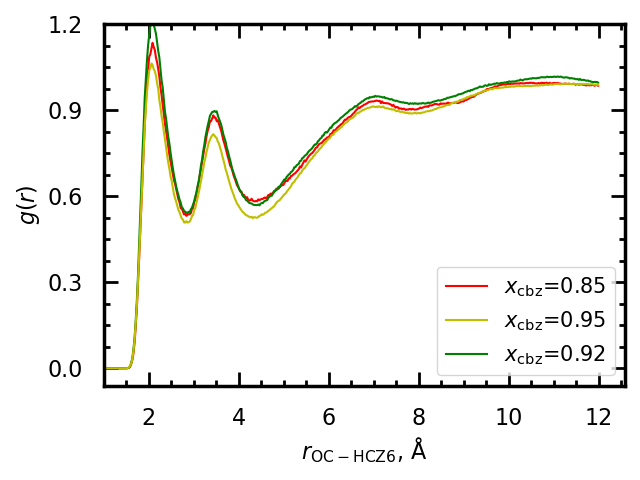 1.2
0.9
0.6
0.3
0.0
g(r)
2 4 6 8 10 12
r_OC−HCZ6, Å
x_cbz=0.85
x_cbz=0.95
x_cbz=0.92